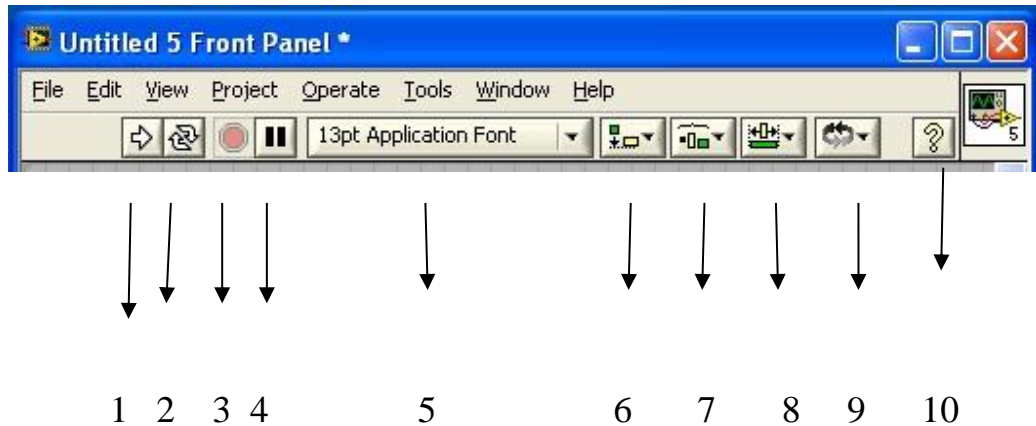 Untitled 5 Front Panel *
File Edit View Project Operate Tools Window Help
13pt Application Font
?
5
1 2 3 4 5 6 7 8 9 10